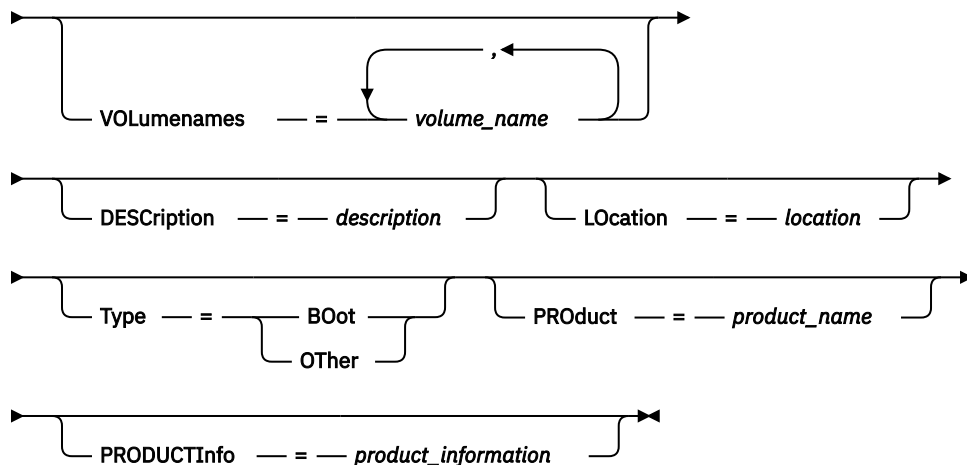 ,
VOLumenames = volume_name
DESCription = description LOcation = location
Type = BOot PROduct = product_name
OTher
PRODUCTInfo = product_information